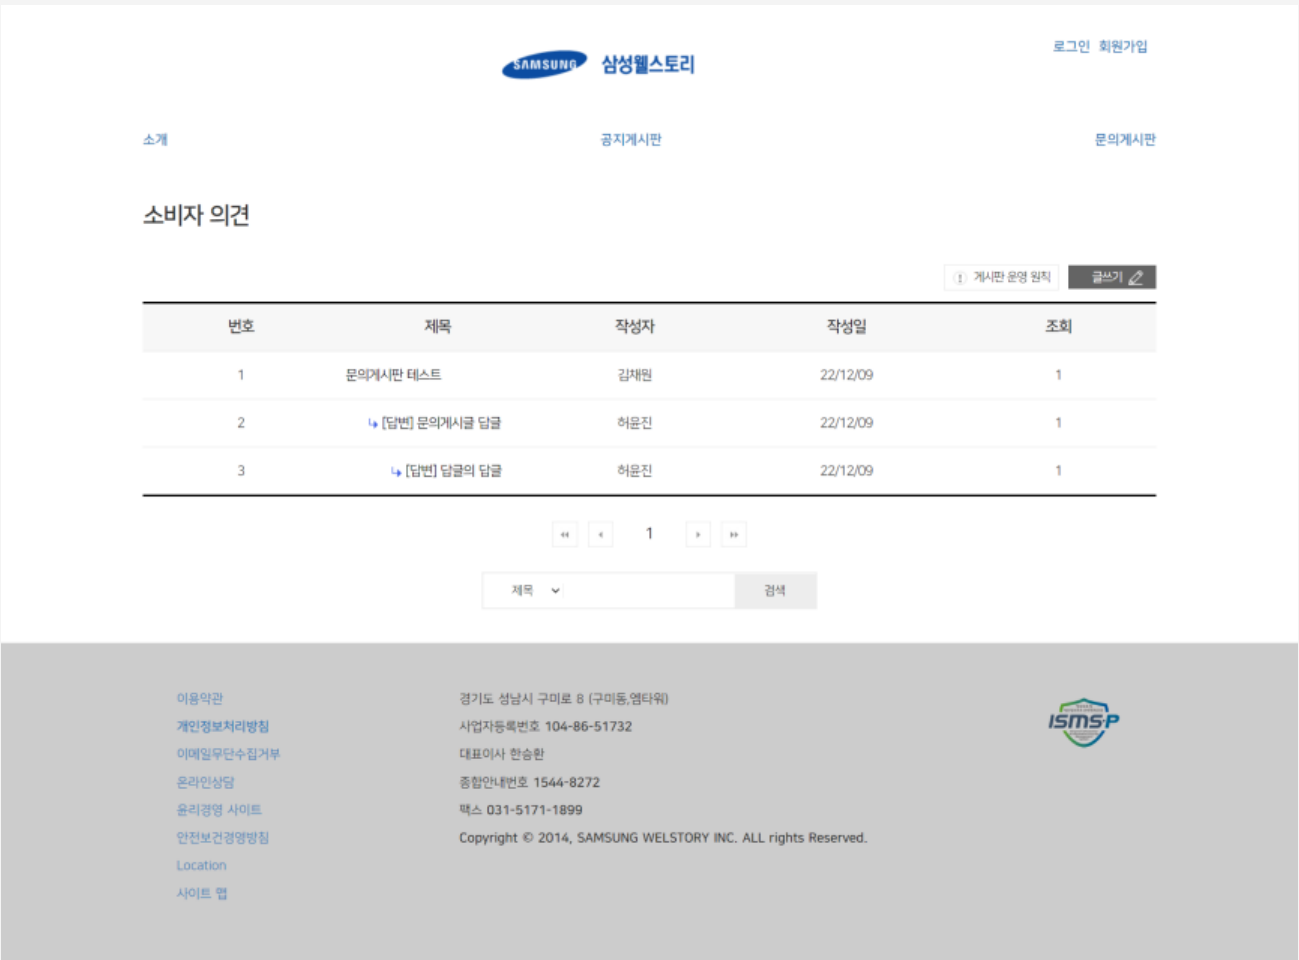 로그인 회원가입
SAMSUNG 삼성웰스토리
소개 공지게시판 문의게시판
소비자 의견
게시판 운영 원칙 글쓰기
번호 제목 작성자 작성일 조회
1 문의게시판 테스트 김채원 22/12/09 1
2 [답변] 문의게시글 답글 허윤진 22/12/09 1
3 [답변] 답글의 답글 허윤진 22/12/09 1
1
제목 검색
이용약관 경기도 성남시 구미로 8 (구미동,엠타워)
개인정보처리방침 사업자등록번호 104-86-51732
이메일무단수집거부 대표이사 한승환
온라인상담 종합안내번호 1544-8272
윤리경영 사이트 팩스 031-5171-1899
안전보건경영방침 Copyright © 2014, SAMSUNG WELSTORY INC. ALL rights Reserved.
Location
사이트 맵
ISMS-P